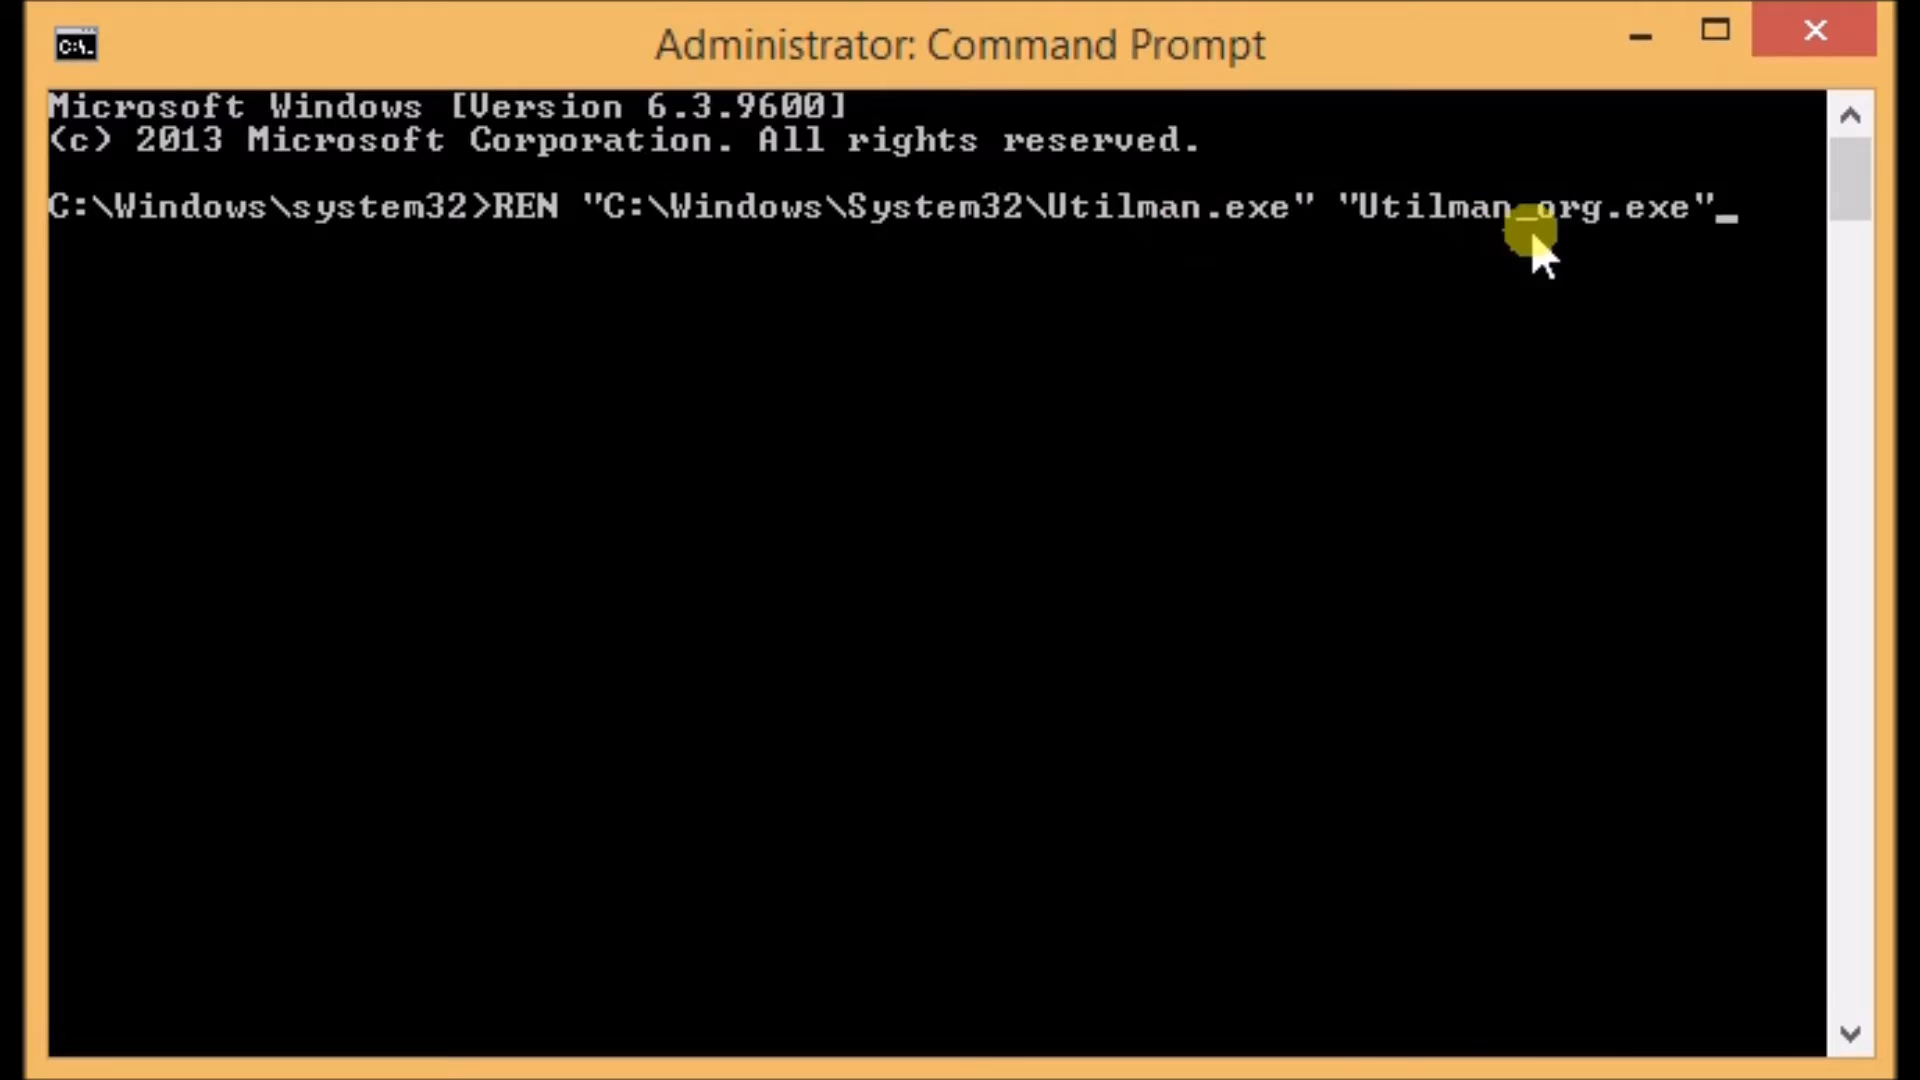 C:\.
Administrator: Command Prompt
Microsoft Windows [Version 6.3.9600]
(c) 2013 Microsoft Corporation. All rights reserved.
C:\Windows\system32>REN "C:\Windows\System32\Utilman.exe" "Utilman_org.exe"_